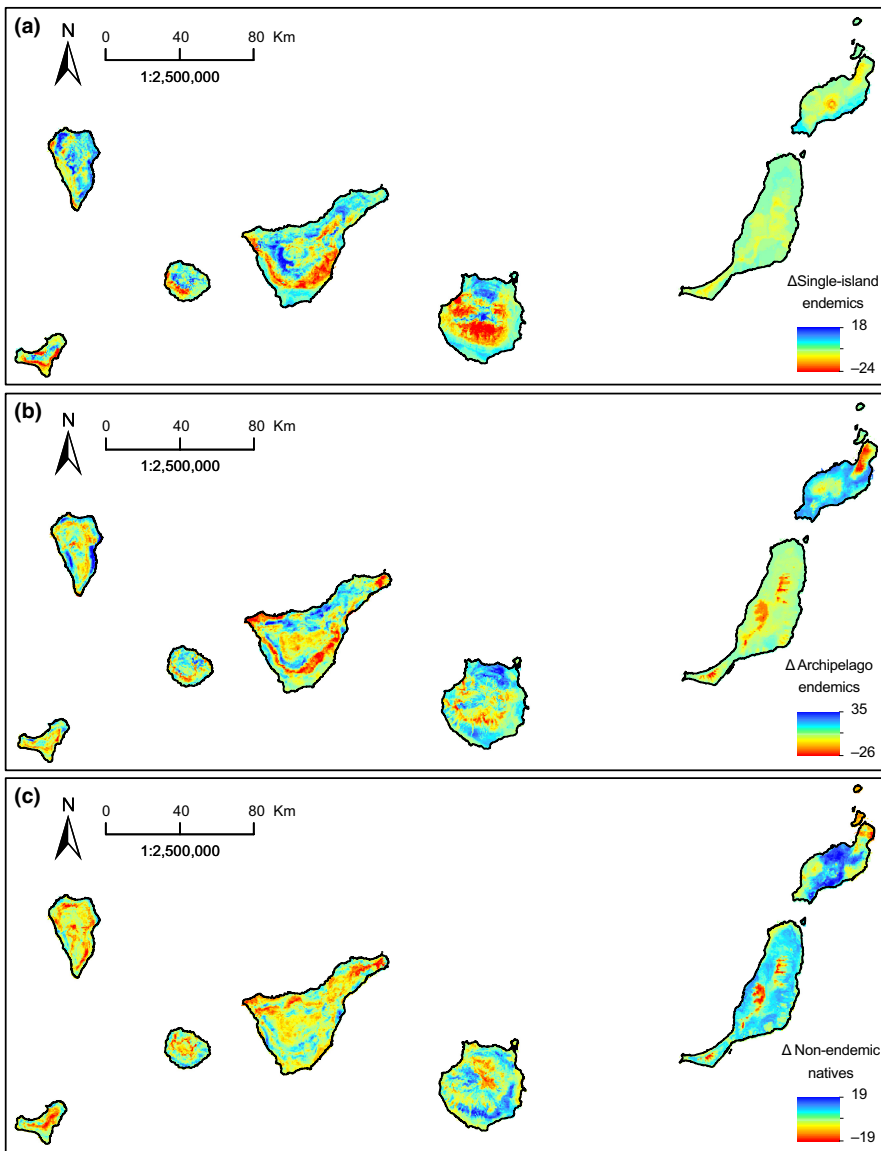 (a)
N
0 40 80 Km
1:2,500,000
ΔSingle-island
endemics
18
–24
(b)
N
0 40 80 Km
1:2,500,000
Δ Archipelago
endemics
35
–26
(c)
N
0 40 80 Km
1:2,500,000
Δ Non-endemic
natives
19
–19